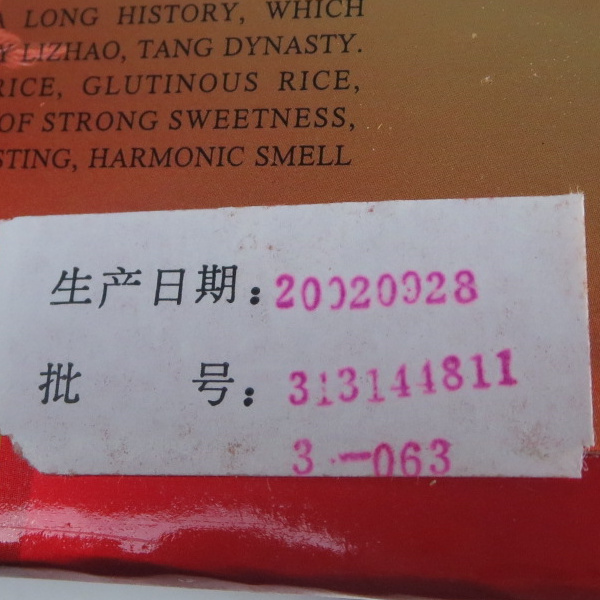 A LONG HISTORY, WHICH
Y LIZHAO, TANG DYNASTY.
RICE, GLUTINOUS RICE,
OF STRONG SWEETNESS,
STING, HARMONIC SMELL
生产日期:20020928
批 号:313144811
3-063